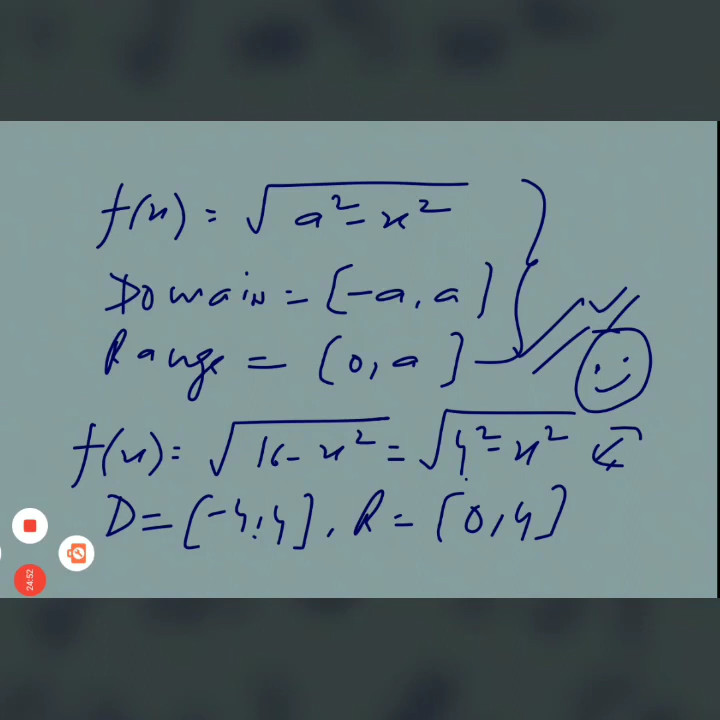 f(x) = √(a² - x²)
Domain = [-a, a]
Range = [0, a]
f(x) = √(16 - x²) = √(4² - x²)
D = [-4, 4], R = [0, 4]
24:52